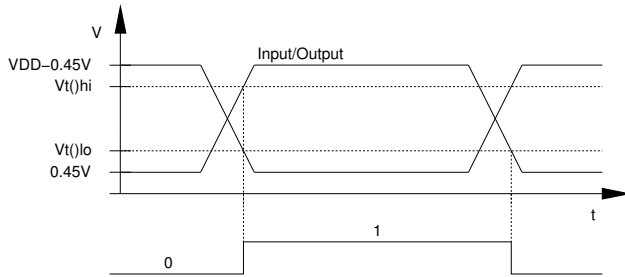 V
VDD−0.45V
Input/Output
Vt()hi
Vt()lo
0.45V
t
1
0